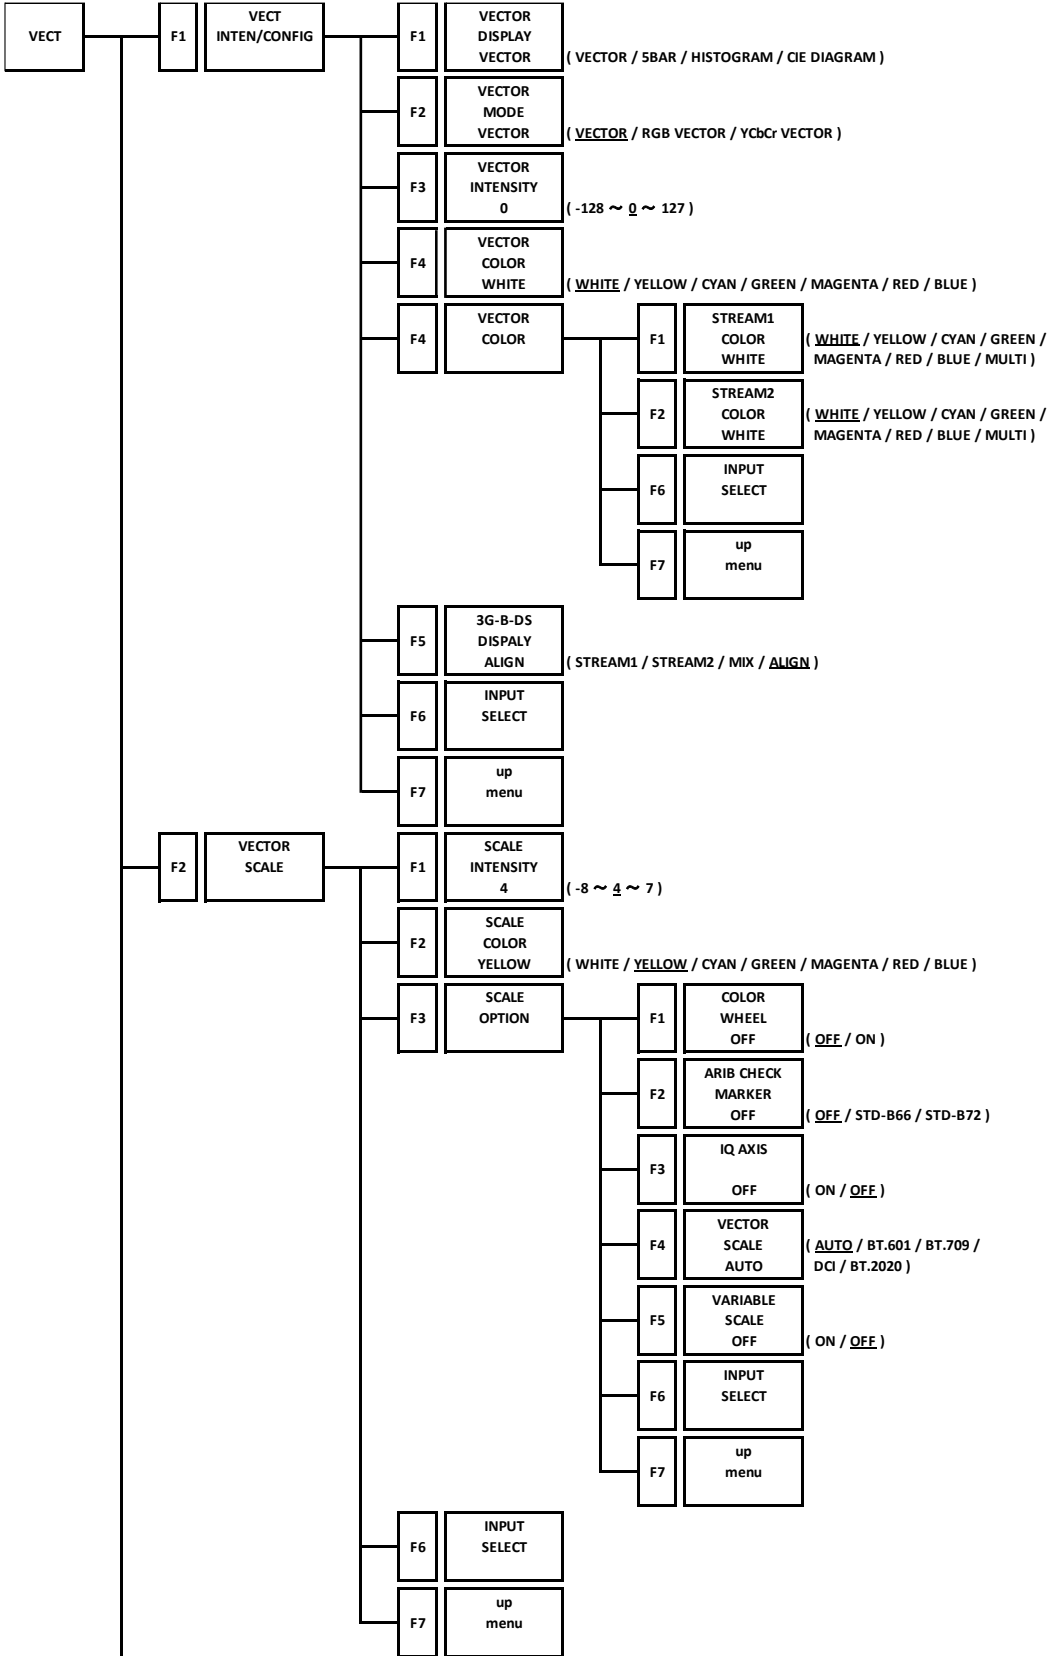 VECT
F1
VECT
INTEN/CONFIG
F1
VECTOR
DISPLAY
VECTOR
( VECTOR / 5BAR / HISTOGRAM / CIE DIAGRAM )
F2
VECTOR
MODE
VECTOR
( VECTOR / RGB VECTOR / YCbCr VECTOR )
F3
VECTOR
INTENSITY
0
( -128 ～ 0 ～ 127 )
F4
VECTOR
COLOR
WHITE
( WHITE / YELLOW / CYAN / GREEN / MAGENTA / RED / BLUE )
F4
VECTOR
COLOR
F1
STREAM1
COLOR
WHITE
( WHITE / YELLOW / CYAN / GREEN /
MAGENTA / RED / BLUE / MULTI )
F2
STREAM2
COLOR
WHITE
( WHITE / YELLOW / CYAN / GREEN /
MAGENTA / RED / BLUE / MULTI )
F6
INPUT
SELECT
F7
up
menu
F5
3G-B-DS
DISPALY
ALIGN
( STREAM1 / STREAM2 / MIX / ALIGN )
F6
INPUT
SELECT
F7
up
menu
F2
VECTOR
SCALE
F1
SCALE
INTENSITY
4
( -8 ～ 4 ～ 7 )
F2
SCALE
COLOR
YELLOW
( WHITE / YELLOW / CYAN / GREEN / MAGENTA / RED / BLUE )
F3
SCALE
OPTION
F1
COLOR
WHEEL
OFF
( OFF / ON )
F2
ARIB CHECK
MARKER
OFF
( OFF / STD-B66 / STD-B72 )
F3
IQ AXIS
OFF
( ON / OFF )
F4
VECTOR
SCALE
AUTO
( AUTO / BT.601 / BT.709 /
DCI / BT.2020 )
F5
VARIABLE
SCALE
OFF
( ON / OFF )
F6
INPUT
SELECT
F7
up
menu
F6
INPUT
SELECT
F7
up
menu